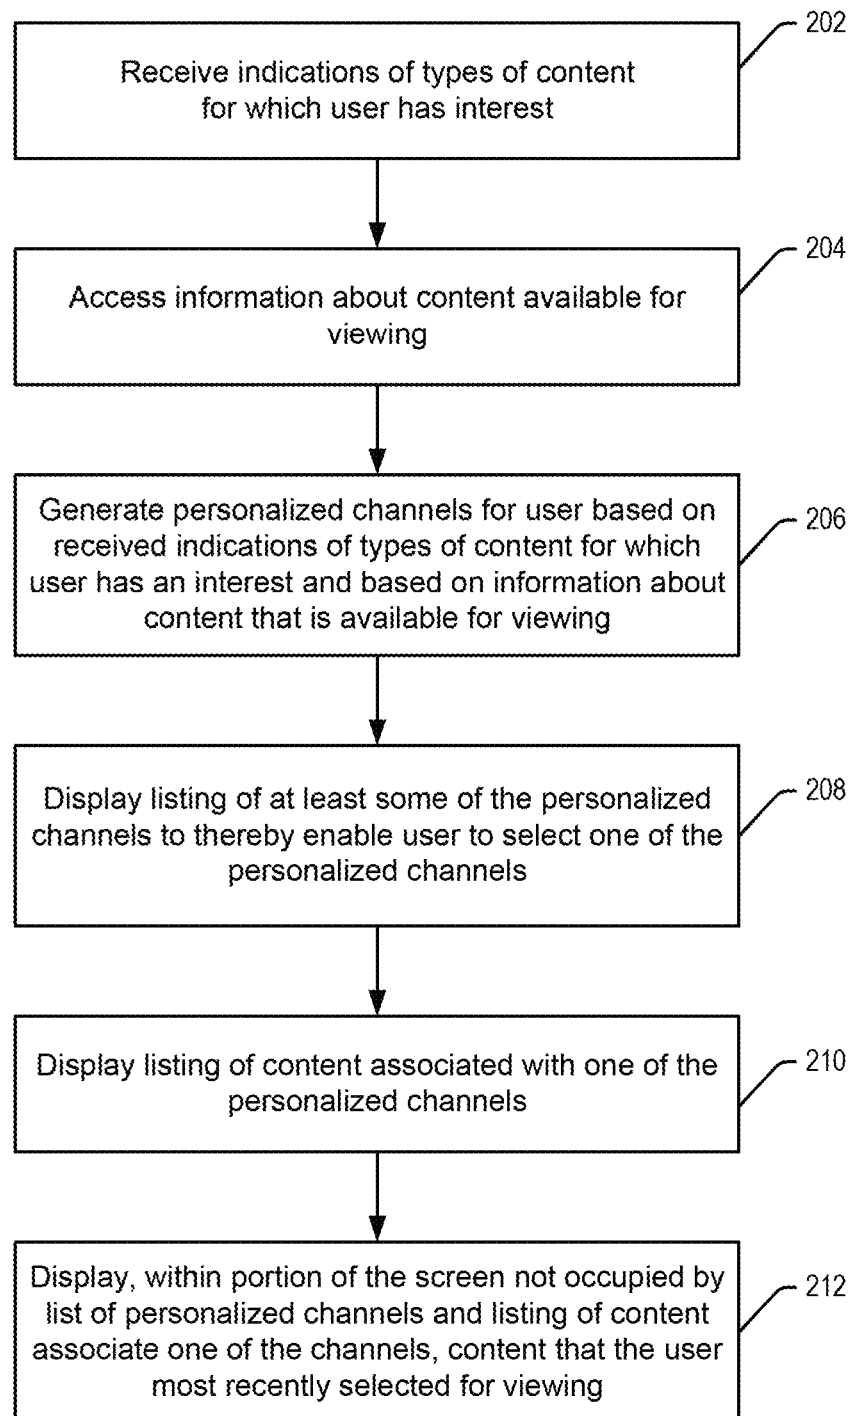 202
Receive indications of types of content
for which user has interest
204
Access information about content available for
viewing
206
Generate personalized channels for user based on
received indications of types of content for which
user has an interest and based on information about
content that is available for viewing
208
Display listing of at least some of the personalized
channels to thereby enable user to select one of the
personalized channels
210
Display listing of content associated with one of the
personalized channels
212
Display, within portion of the screen not occupied by
list of personalized channels and listing of content
associate one of the channels, content that the user
most recently selected for viewing